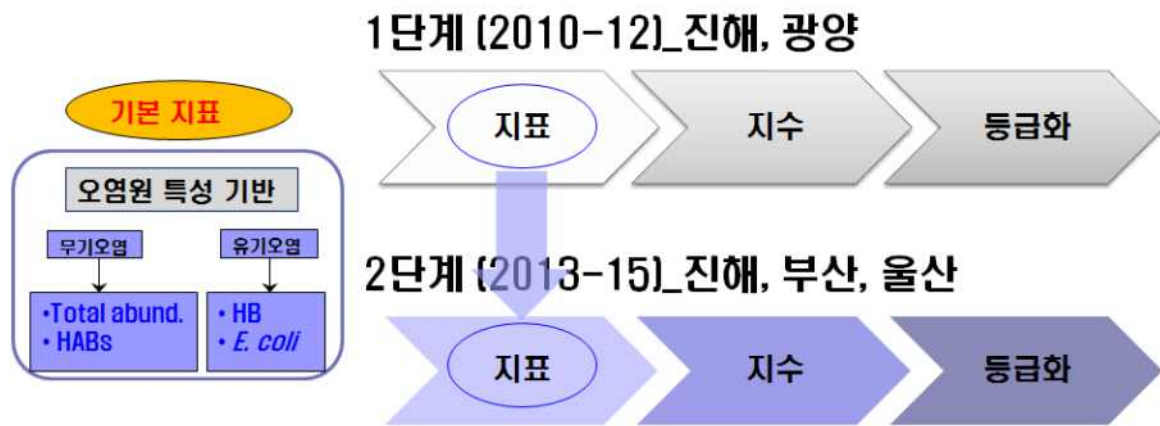 1단계 (2010-12)_진해, 광양
기본 지표
지표
지수
등급화
오염원 특성 기반
무기오염
유기오염
•Total abund.
•HABs
• HB
• E. coli
2단계 (2013-15)_진해, 부산, 울산
지표
지수
등급화